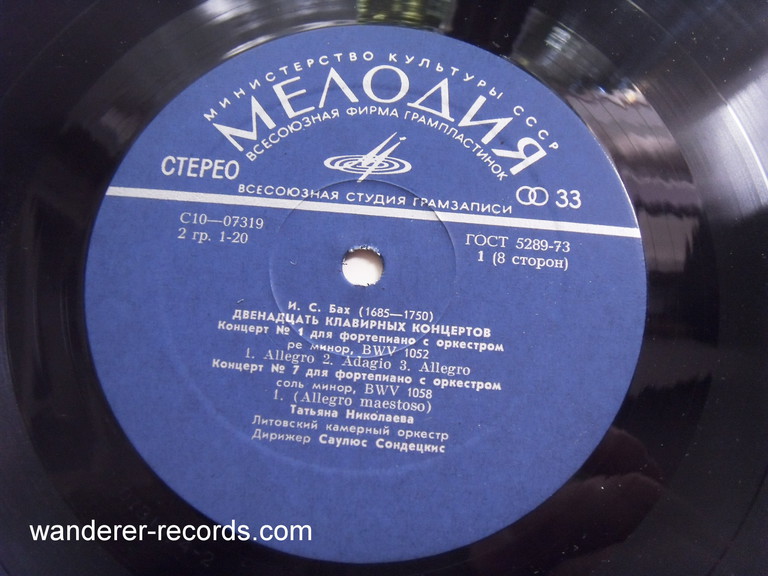 МИНИСТЕРСТВО КУЛЬТУРЫ СССР
МЕЛОДИЯ
ВСЕСОЮЗНАЯ ФИРМА ГРАМПЛАСТИНОК
СТЕРЕО
33
ВСЕСОЮЗНАЯ СТУДИЯ ГРАМЗАПИСИ
С10—07319
ГОСТ 5289-73
2 гр. 1-20
1 (8 сторон)
И. С. Бах (1685—1750)
ДВЕНАДЦАТЬ КЛАВИРНЫХ КОНЦЕРТОВ
Концерт № 1 для фортепиано с оркестром
ре минор, BWV 1052
1. Allegro 2. Adagio 3. Allegro
Концерт № 7 для фортепиано с оркестром
соль минор, BWV 1058
1. (Allegro maestoso)
Татьяна Николаева
Литовский камерный оркестр
Дирижер Саулюс Сондецкис
wanderer-records.com